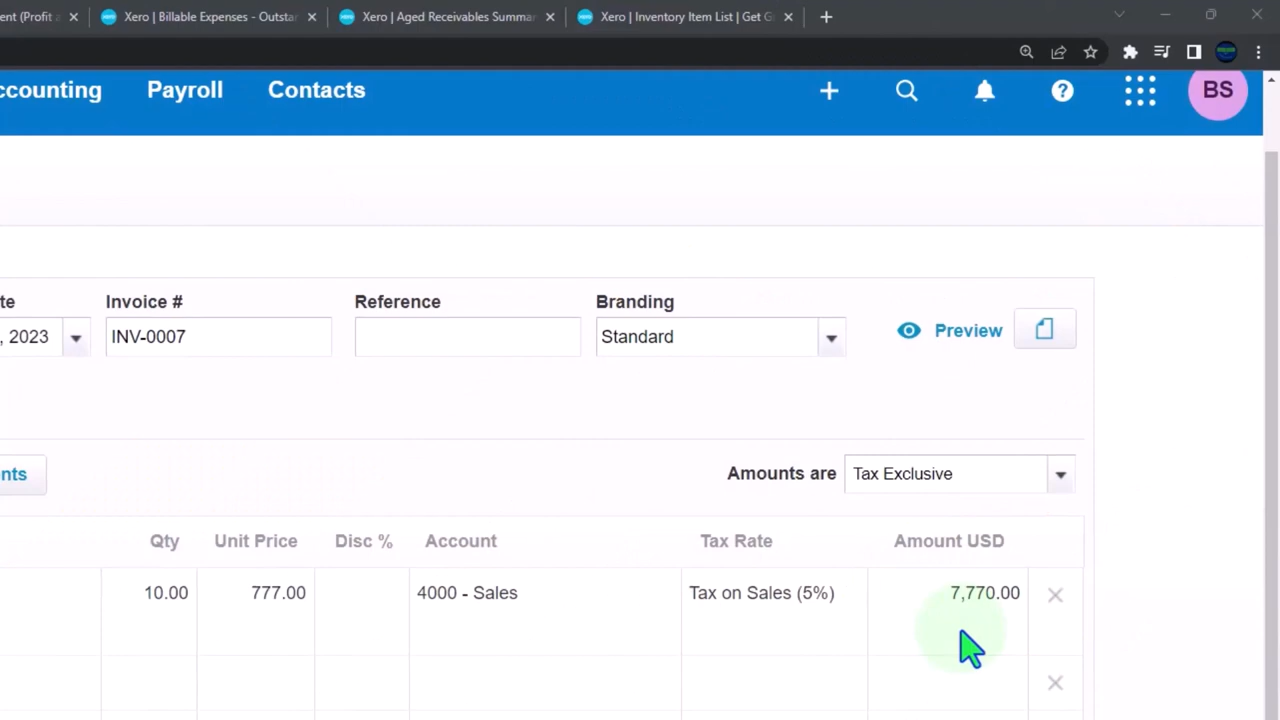 ent (Profit a
Xero | Billable Expenses - Outsta
Xero | Aged Receivables Summa
Xero | Inventory Item List | Get G
ccounting Payroll Contacts
BS
te Invoice # Reference Branding
, 2023 INV-0007 Standard Preview
nts Amounts are Tax Exclusive
Qty Unit Price Disc % Account Tax Rate Amount USD
10.00 777.00 4000 - Sales Tax on Sales (5%) 7,770.00